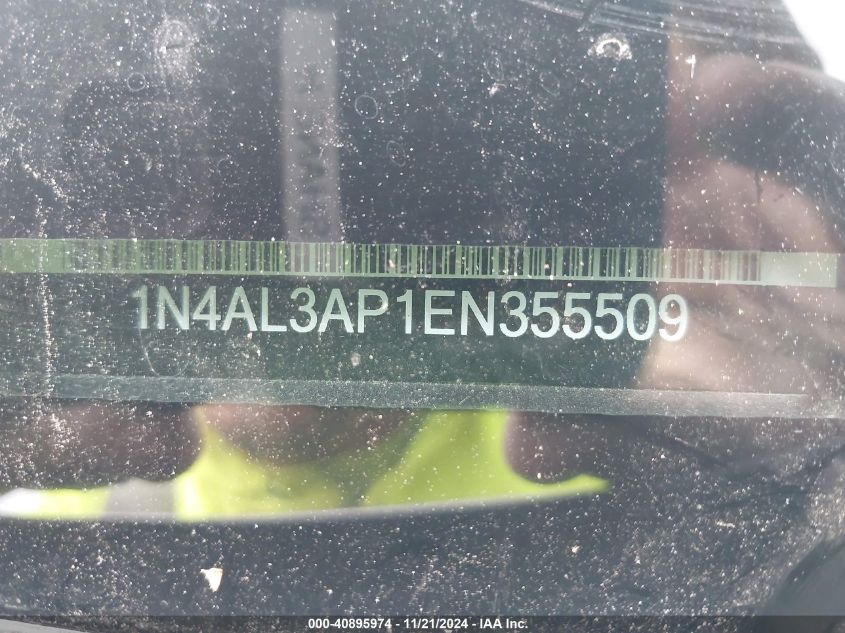 1N4AL3AP1EN355509
000-40895974 - 11/21/2024 - IAA Inc.